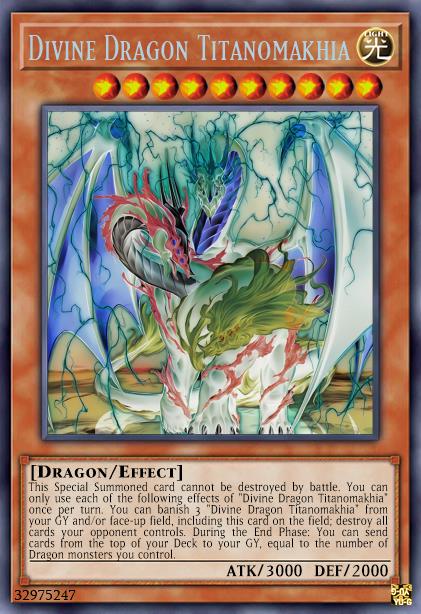 DIVINE DRAGON TITANOMAKHIA
LIGHT
光
[DRAGON/EFFECT]
This Special Summoned card cannot be destroyed by battle. You can
only use each of the following effects of "Divine Dragon Titanomakhia"
once per turn. You can banish 3 "Divine Dragon Titanomakhia" from
your GY and/or face-up field, including this card on the field; destroy all
cards your opponent controls. During the End Phase: You can send
cards from the top of your Deck to your GY, equal to the number of
Dragon monsters you control.
ATK/3000 DEF/2000
32975247